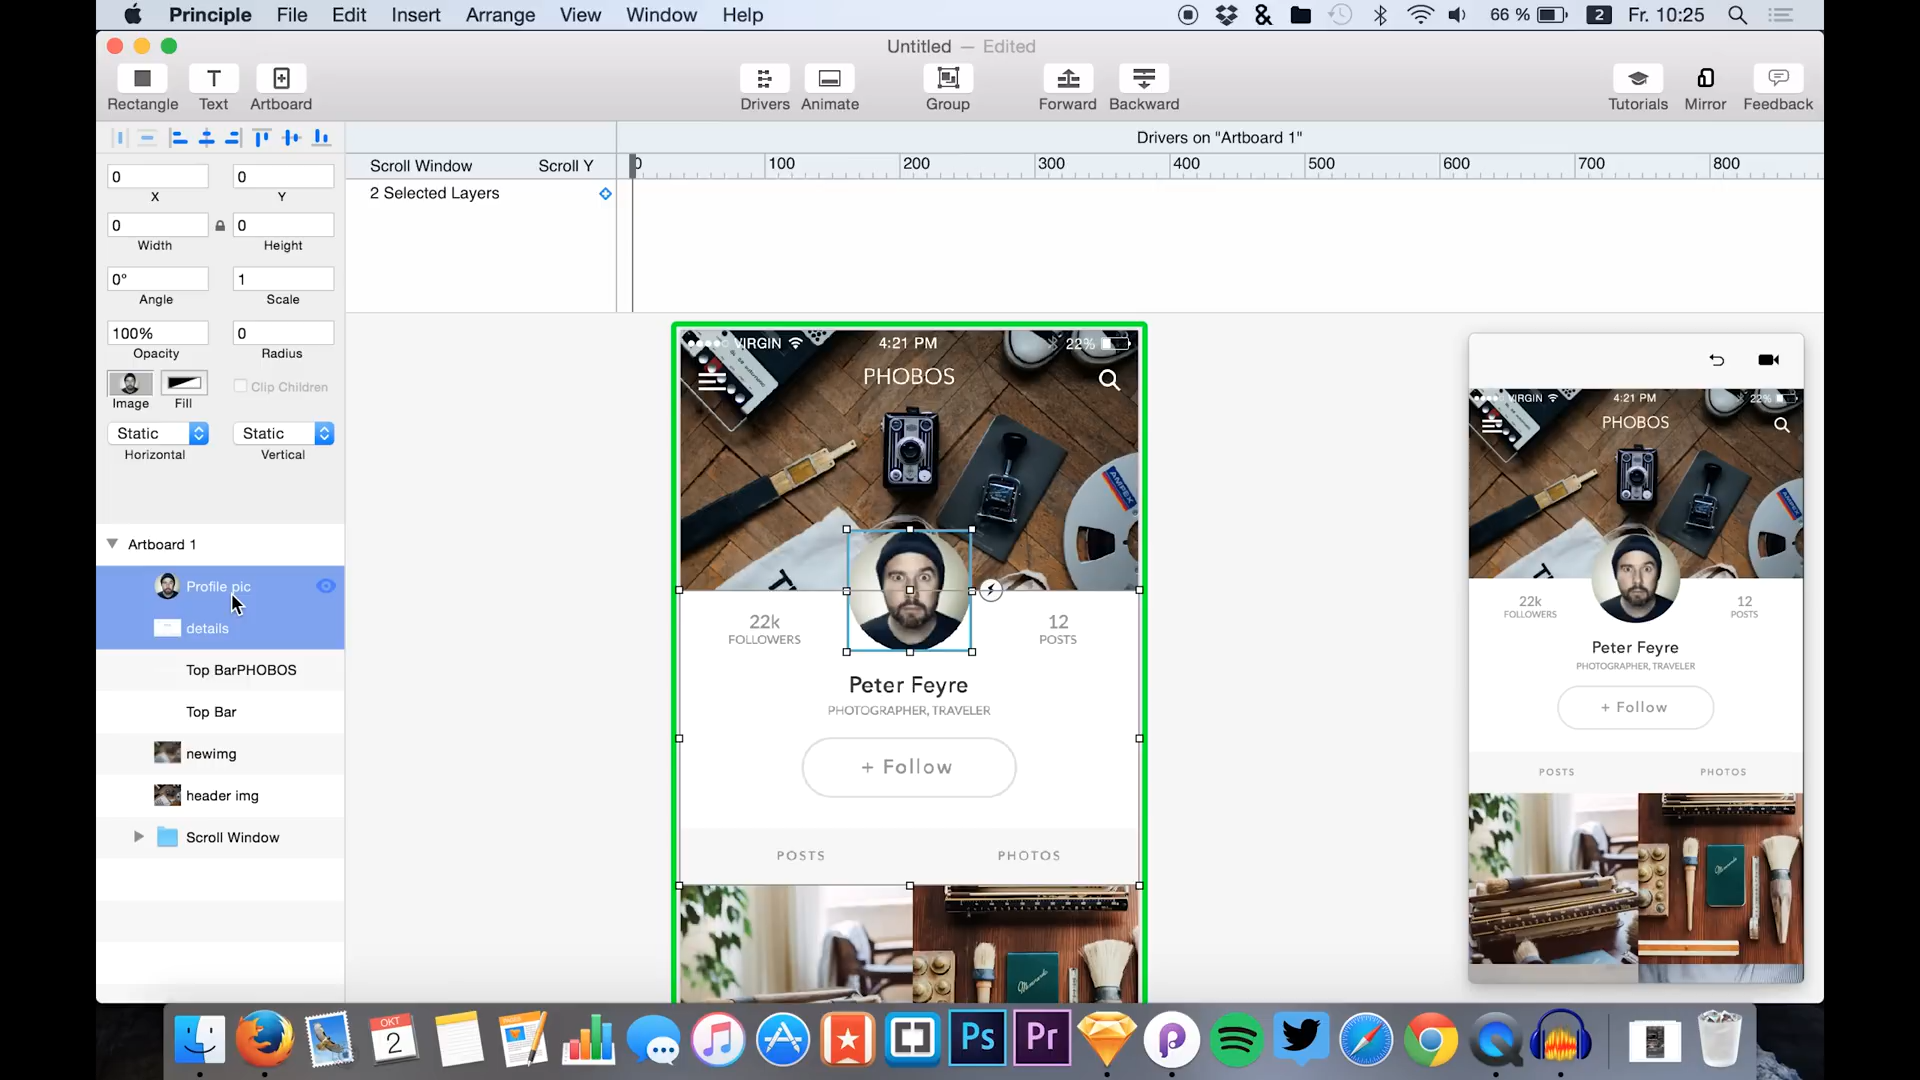 Principle File Edit Insert Arrange View Window Help
66 % 2 Fr. 10:25
Untitled — Edited
Rectangle Text Artboard Drivers Animate Group Forward Backward Tutorials Mirror Feedback
Drivers on "Artboard 1"
Scroll Window Scroll Y 0 100 200 300 400 500 600 700 800
2 Selected Layers
0 0
X Y
0 0
Width Height
0° 1
Angle Scale
100% 0
Opacity Radius
Clip Children
Image Fill
Static Static
Horizontal Vertical
Artboard 1
Profile pic
details
Top BarPHOBOS
Top Bar
newimg
header img
Scroll Window
VIRGIN 4:21 PM 22%
PHOBOS
AMPEX
22k
FOLLOWERS
12
POSTS
Peter Feyre
PHOTOGRAPHER, TRAVELER
+ Follow
POSTS PHOTOS
VIRGIN 4:21 PM 22%
PHOBOS
AMPEX
22k
FOLLOWERS
12
POSTS
Peter Feyre
PHOTOGRAPHER, TRAVELER
+ Follow
POSTS PHOTOS
OKT
2
Ps
Pr